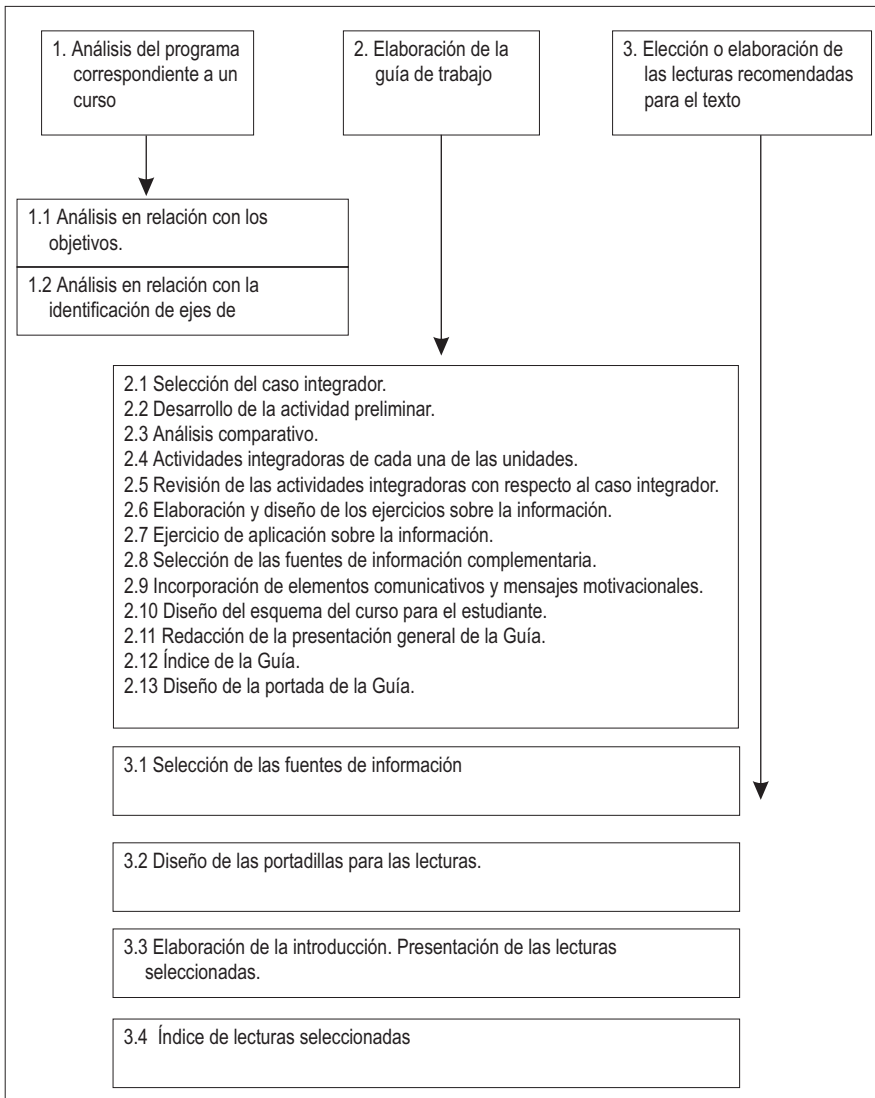 1. Análisis del programa
correspondiente a un
curso
2. Elaboración de la
guía de trabajo
3. Elección o elaboración de
las lecturas recomendadas
para el texto
1.1 Análisis en relación con los
objetivos.
1.2 Análisis en relación con la
identificación de ejes de
2.1 Selección del caso integrador.
2.2 Desarrollo de la actividad preliminar.
2.3 Análisis comparativo.
2.4 Actividades integradoras de cada una de las unidades.
2.5 Revisión de las actividades integradoras con respecto al caso integrador.
2.6 Elaboración y diseño de los ejercicios sobre la información.
2.7 Ejercicio de aplicación sobre la información.
2.8 Selección de las fuentes de información complementaria.
2.9 Incorporación de elementos comunicativos y mensajes motivacionales.
2.10 Diseño del esquema del curso para el estudiante.
2.11 Redacción de la presentación general de la Guía.
2.12 Índice de la Guía.
2.13 Diseño de la portada de la Guía.
3.1 Selección de las fuentes de información
3.2 Diseño de las portadillas para las lecturas.
3.3 Elaboración de la introducción. Presentación de las lecturas
seleccionadas.
3.4 Índice de lecturas seleccionadas